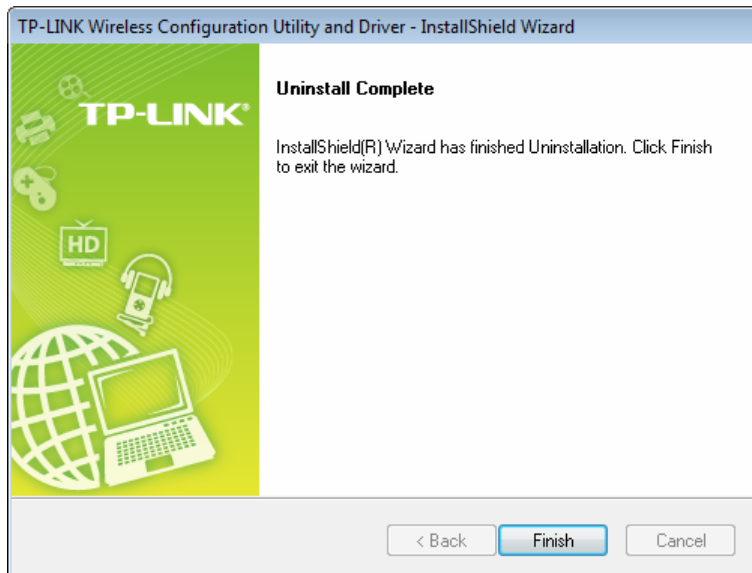 TP-LINK Wireless Configuration Utility and Driver - InstallShield Wizard
TP-LINK®
HD
Uninstall Complete
InstallShield(R) Wizard has finished Uninstallation. Click Finish
to exit the wizard.
< Back
Finish
Cancel